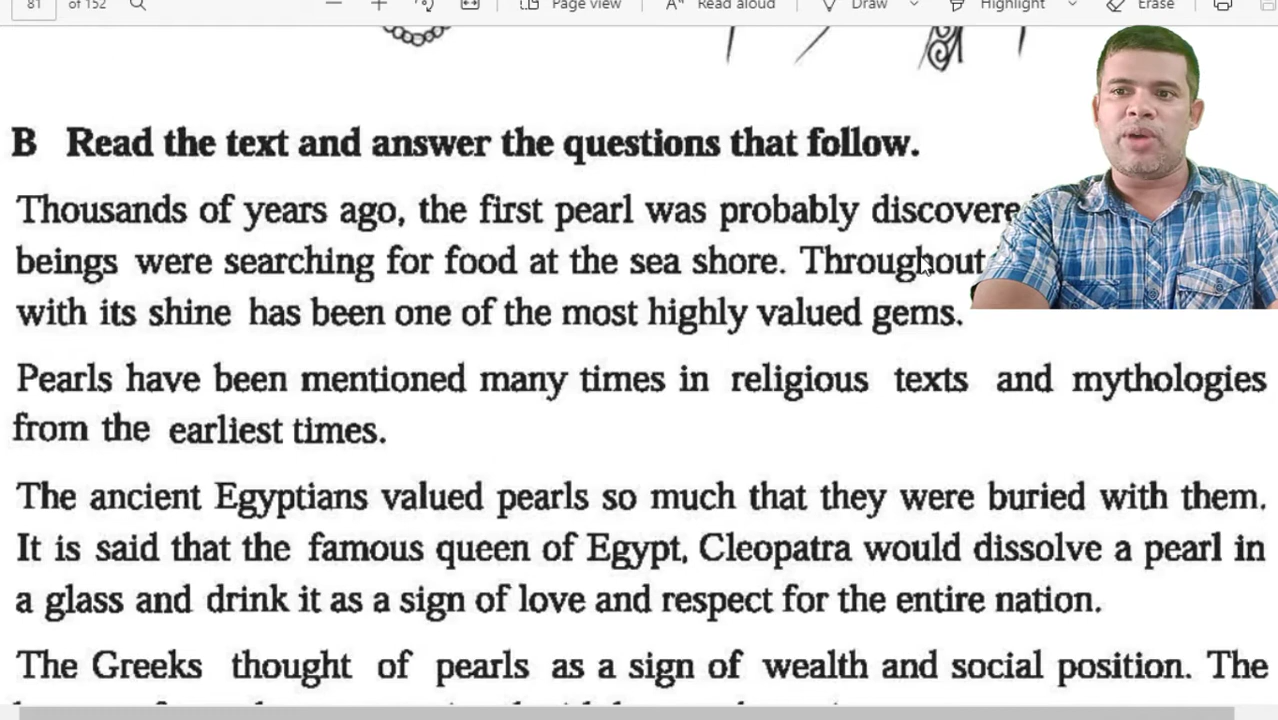 81 of 152 Page view Read aloud Draw Highlight Erase
B Read the text and answer the questions that follow.
Thousands of years ago, the first pearl was probably
beings were searching for food at the sea shore. Throughout
with its shine has been one of the most highly valued gems.
Pearls have been mentioned many times in religious texts and mythologies
from the earliest times.
The ancient Egyptians valued pearls so much that they were buried with them.
It is said that the famous queen of Egypt, Cleopatra would dissolve a pearl in
a glass and drink it as a sign of love and respect for the entire nation.
The Greeks thought of pearls as a sign of wealth and social position. The